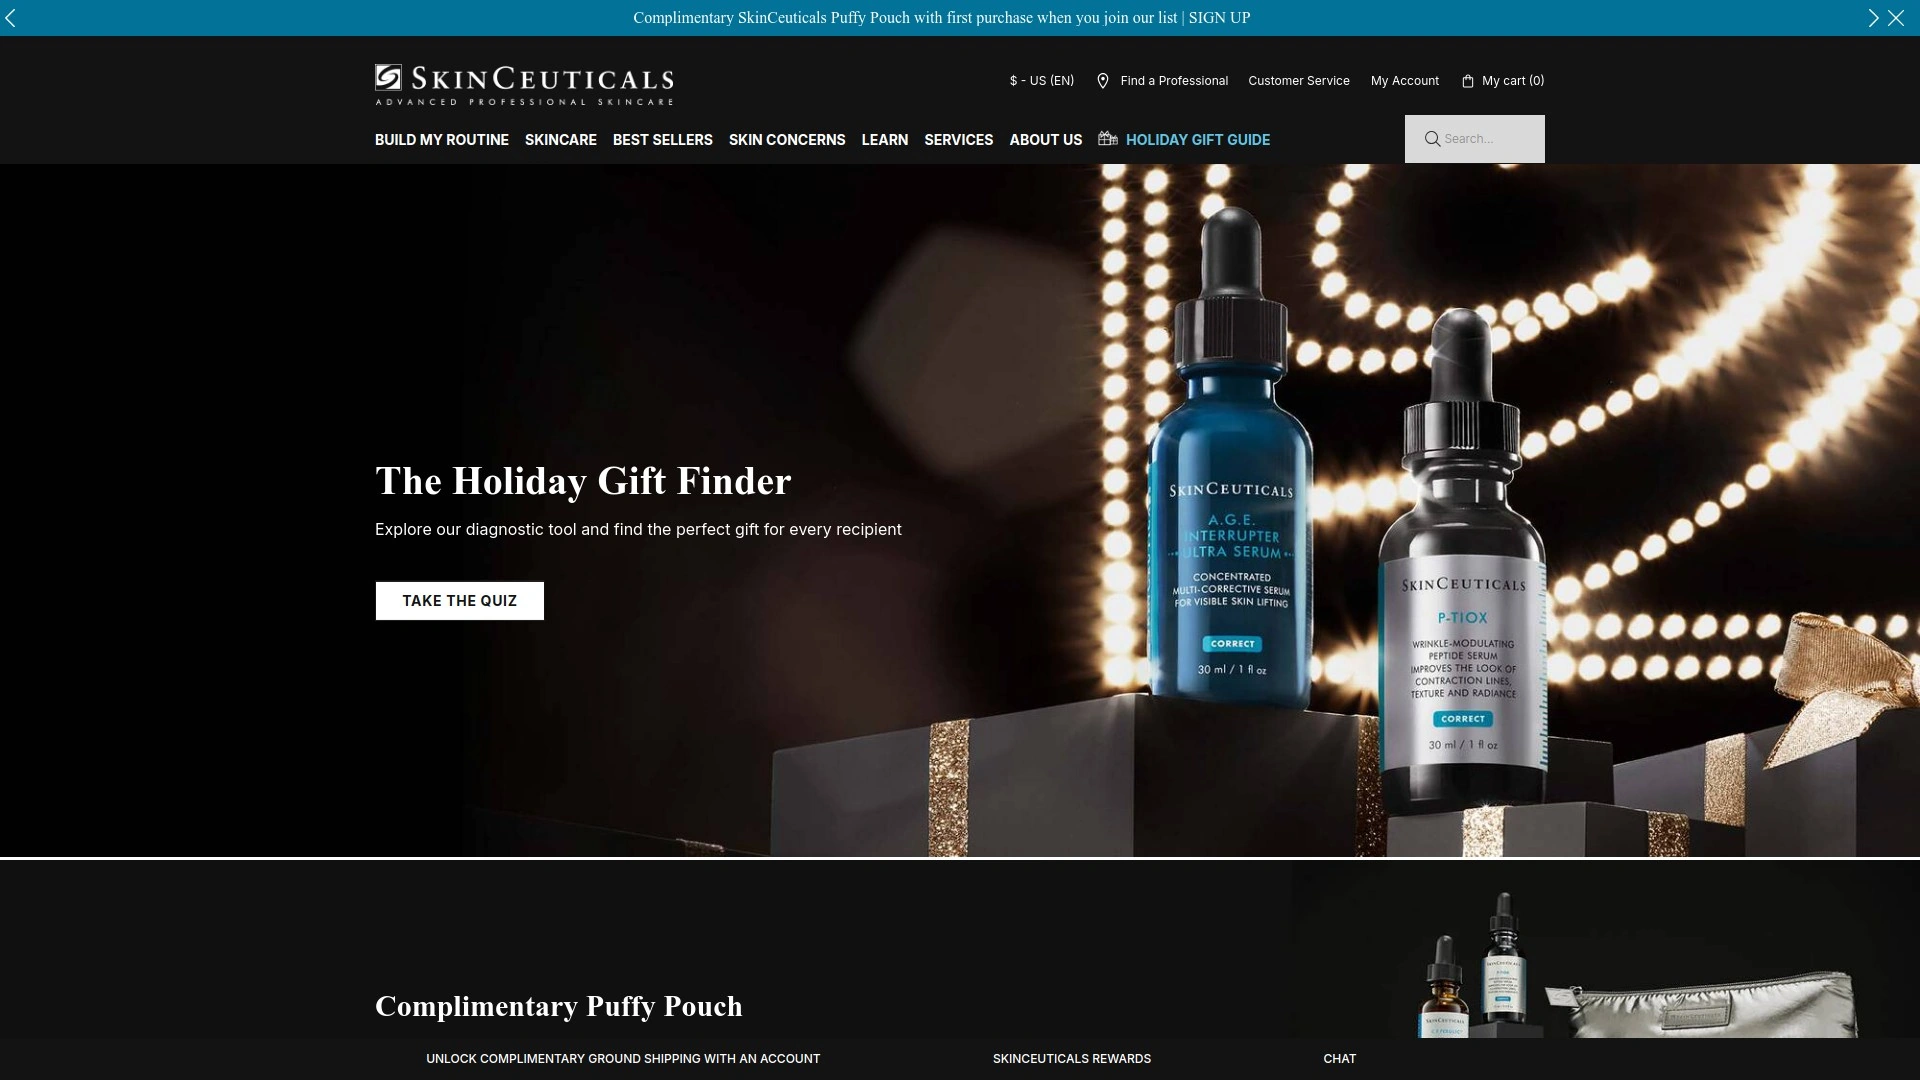 Complimentary SkinCeuticals Puffy Pouch with first purchase when you join our list | SIGN UP
SKINCEUTICALS
ADVANCED PROFESSIONAL SKINCARE
$ - US (EN)
Find a Professional
Customer Service
My Account
My cart (0)
BUILD MY ROUTINE
SKINCARE
BEST SELLERS
SKIN CONCERNS
LEARN
SERVICES
ABOUT US
HOLIDAY GIFT GUIDE
Search...
The Holiday Gift Finder
Explore our diagnostic tool and find the perfect gift for every recipient
TAKE THE QUIZ
SKINCEUTICALS
A.G.E.
INTERRUPTER
ULTRA SERUM
CONCENTRATED
MULTI-CORRECTIVE SERUM
FOR VISIBLE SKIN LIFTING
CORRECT
30 ml / 1 fl oz
SKINCEUTICALS
P-TIOX
WRINKLE-MODULATING
PEPTIDE SERUM
IMPROVES THE LOOK OF
CONTRACTION LINES,
TEXTURE AND RADIANCE
CORRECT
30 ml / 1 fl oz
Complimentary Puffy Pouch
UNLOCK COMPLIMENTARY GROUND SHIPPING WITH AN ACCOUNT
SKINCEUTICALS REWARDS
CHAT